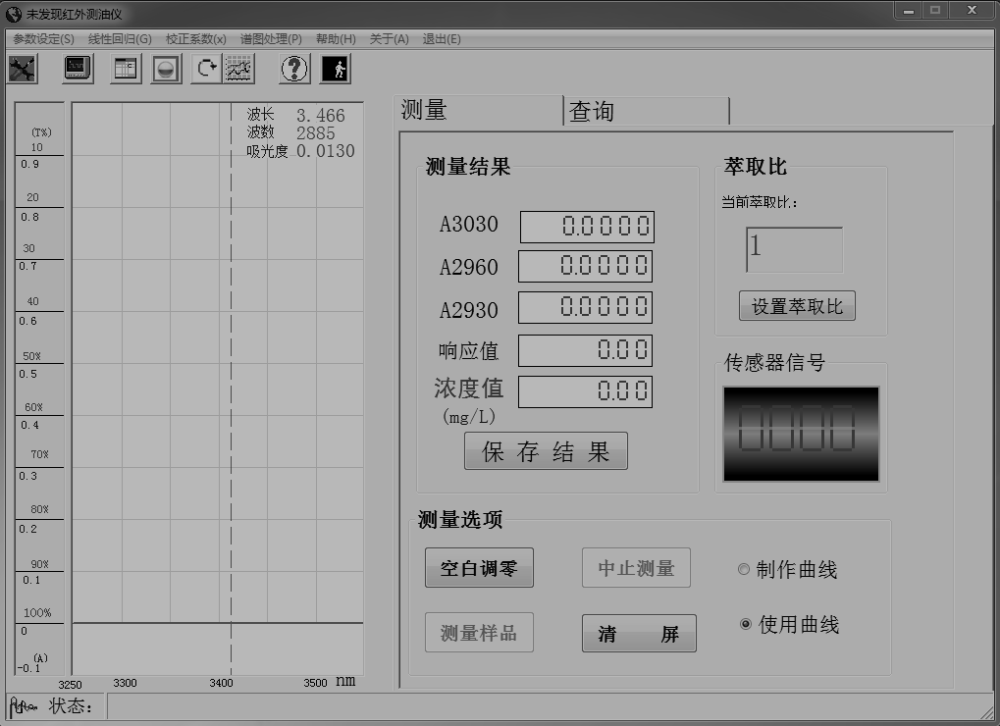 未发现红外测油仪
参数设定(S) 线性回归(G) 校正系数(x) 谱图处理(P) 帮助(H) 关于(A) 退出(E)
(T%)
10
0.9
20
0.8
30
0.7
40
0.6
50%
0.5
60%
0.4
70%
0.3
80%
0.2
90%
0.1
100%
0
(A)
-0.1
波长 3.466
波数 2885
吸光度 0.0130
3250 3300 3400 3500 nm
测量 查询
测量结果
A3030 0.0000
A2960 0.0000
A2930 0.0000
响应值 0.00
浓度值 0.00
(mg/L)
保存结果
萃取比
当前萃取比:
1
设置萃取比
传感器信号
0000
测量选项
空白调零 中止测量 制作曲线
测量样品 清 屏 使用曲线
状态: